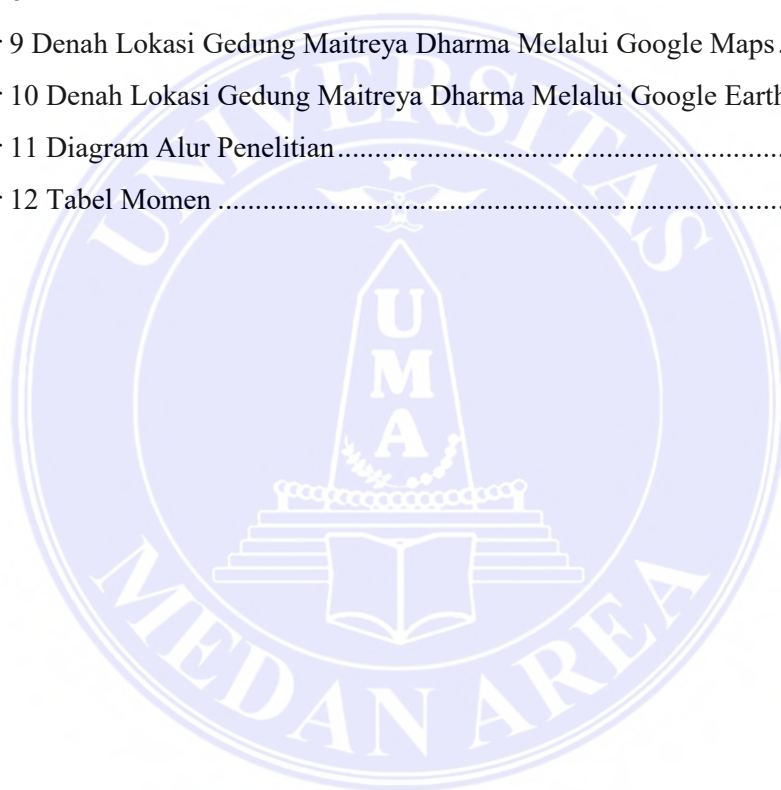 r 9 Denah Lokasi Gedung Maitreya Dharma Melalui Google Maps.
r 10 Denah Lokasi Gedung Maitreya Dharma Melalui Google Earth
r 11 Diagram Alur Penelitian...........................................................
r 12 Tabel Momen ...........................................................................
UNIVERSITAS
UMA
MEDAN AREA